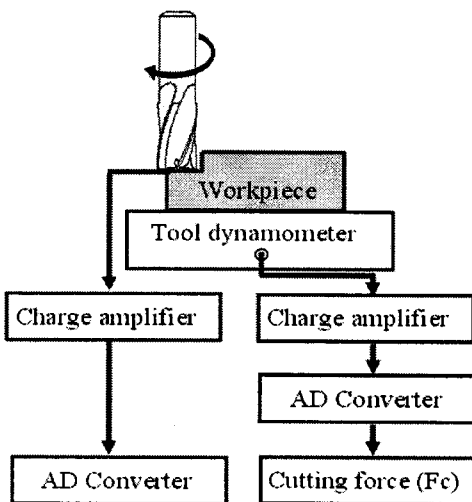 Workpiece
Tool dynamometer
Charge amplifier
Charge amplifier
AD Converter
AD Converter
Cutting force (Fc)